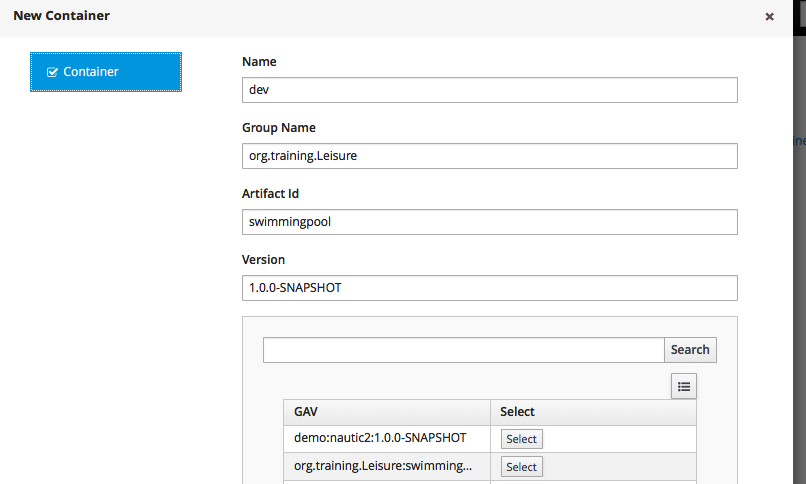 New Container
Container
Name
dev
Group Name
org.training.Leisure
Artifact Id
swimmingpool
Version
1.0.0-SNAPSHOT
Search
GAV Select
demo:nautic2:1.0.0-SNAPSHOT Select
org.training.Leisure:swimming... Select